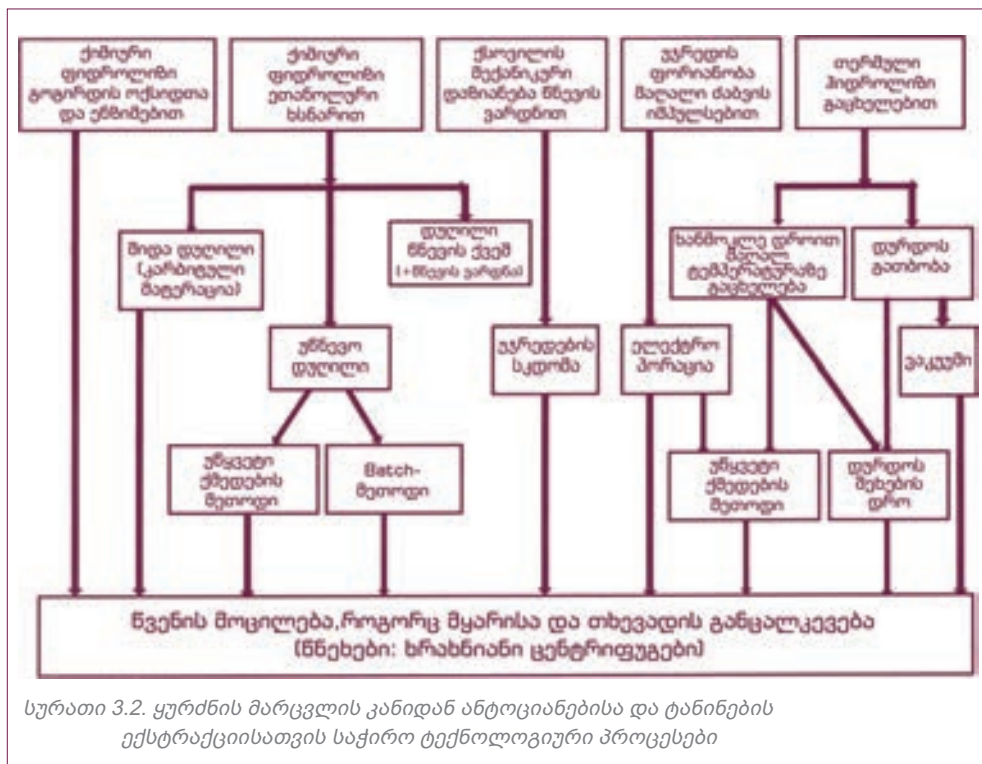 ქიმიური
ფიდროლიზი
გოგირდის ოქსიდთა
და ენზიმებით
ქიმიური
ფიდროლიზი
ეთანოლური
ხსნარით
ქსოვილის
მექანიკური
დაზიანება წნევის
ვარდნით
უჯრედის
ფორიანობა
მაღალი ძაბვის
იმპულსებით
თერმული
ჰიდროლიზი
გაცხელებით
შიდა დუღილი
(კარბიტული
მატერაცია)
დუღილი
წნევის ქვეშ
(+წნევის ვარდნა)
ხანმოკლე დროით
მაღალ
ტემპერატურაზე
გაცხელება
დურდოს
გათბობა
უწნევო
დუღილი
უჯრედების
სკდომა
ელექტრო
პორაცია
ვაკუუმი
უწყვეტი
ქმედების
მეთოდი
Batch-
მეთოდი
უწყვეტი
ქმედების
მეთოდი
დურდოს
შეხების
დრო
წვენის მოცილება,როგორც მყარისა და თხევადის განცალკევება
(წნეხები: ხრახნიანი ცენტრიფუგები)
სურათი 3.2. ყურძნის მარცვლის კანიდან ანტოციანებისა და ტანინების
ექსტრაქციისათვის საჭირო ტექნოლოგიური პროცესები